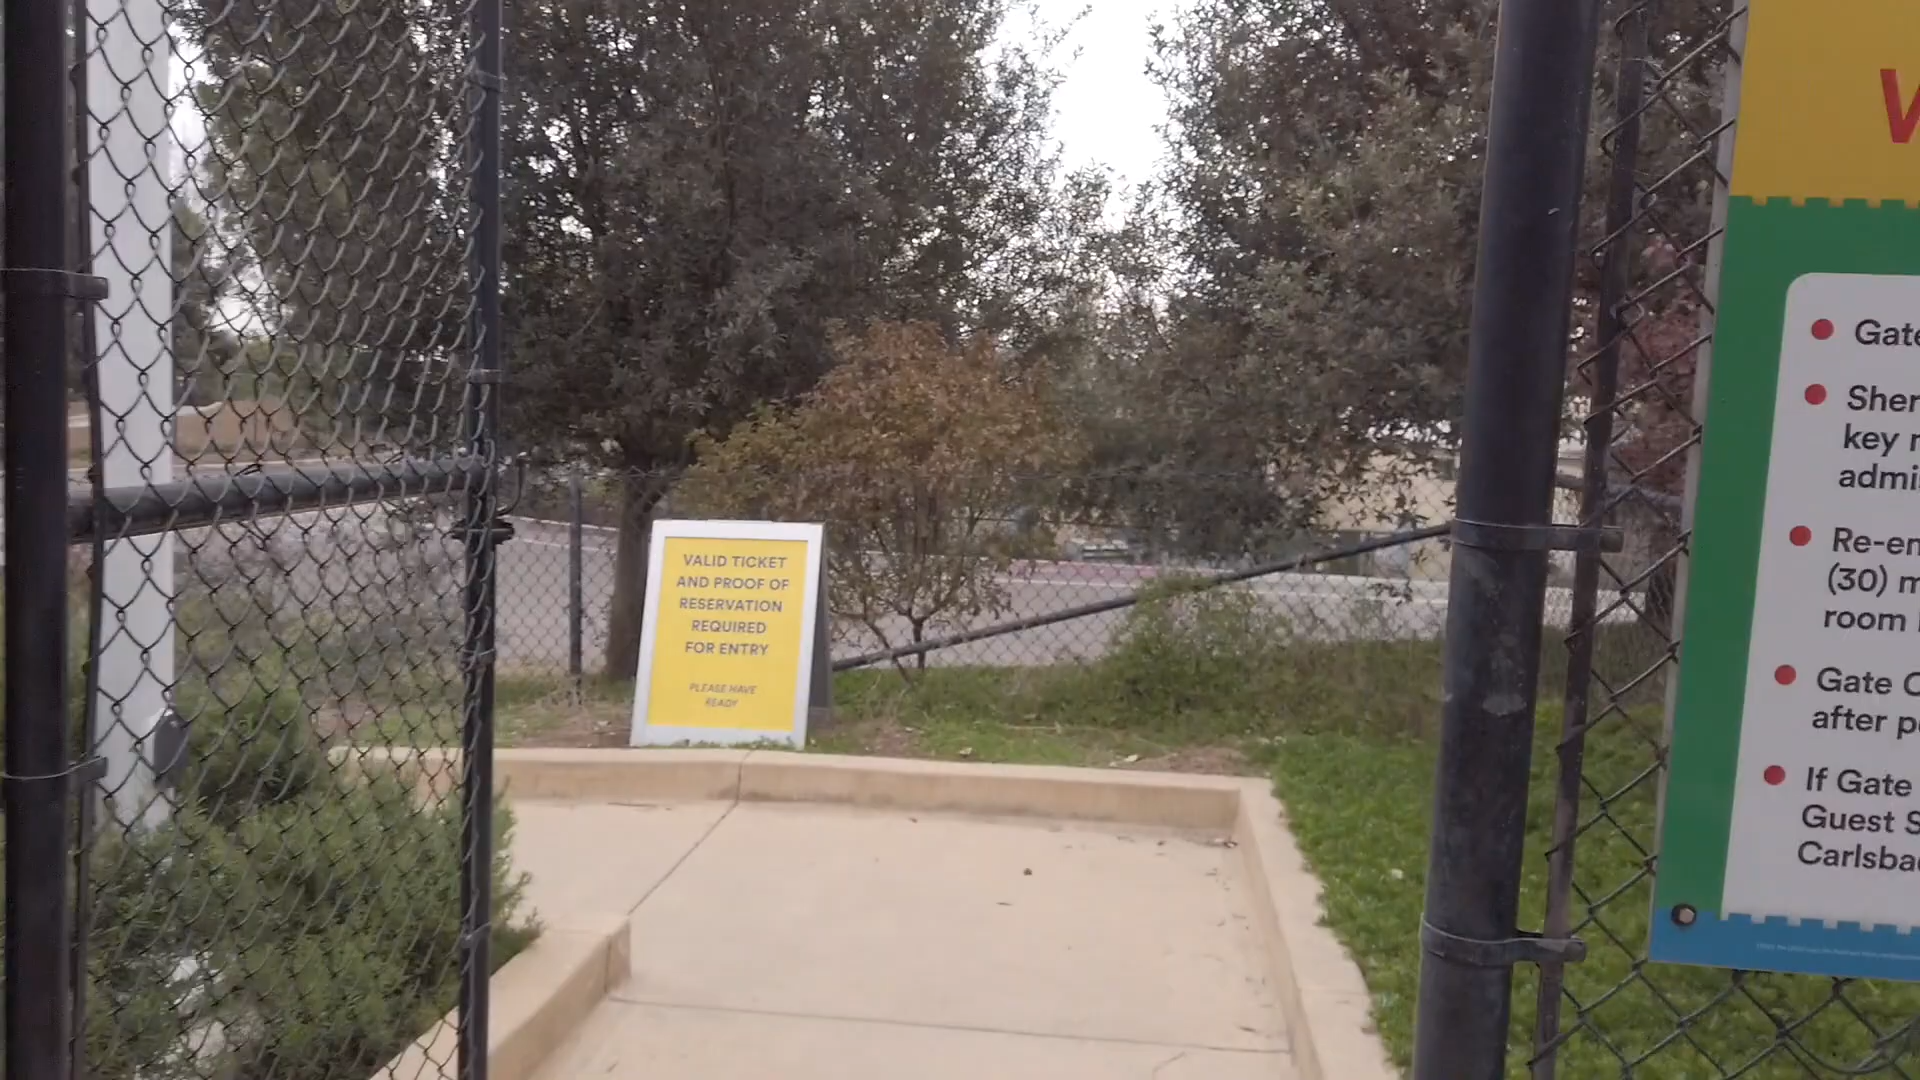 VALID TICKET
AND PROOF OF
RESERVATION
REQUIRED
FOR ENTRY
PLEASE HAVE
READY
Gate
Sher
key
admi
Re-en
(30) m
room
Gate
after p
If Gate
Guest S
Carlsba